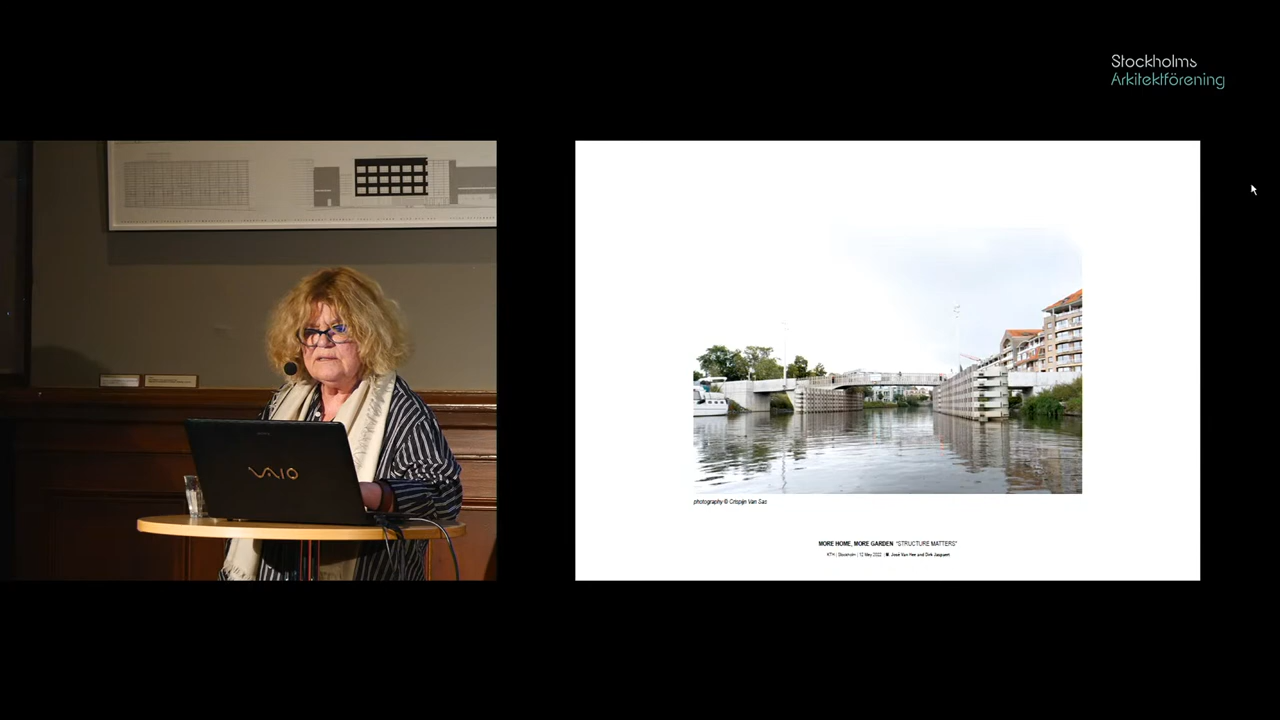 Stockholms
Arkitektförening
VAIO
photography © Crispijn Van Sas
MORE HOME, MORE GARDEN "STRUCTURE MATTERS"
KTH | Stockholm | 12 May 2022 | M. José Van Hee and Dirk Jaspaert